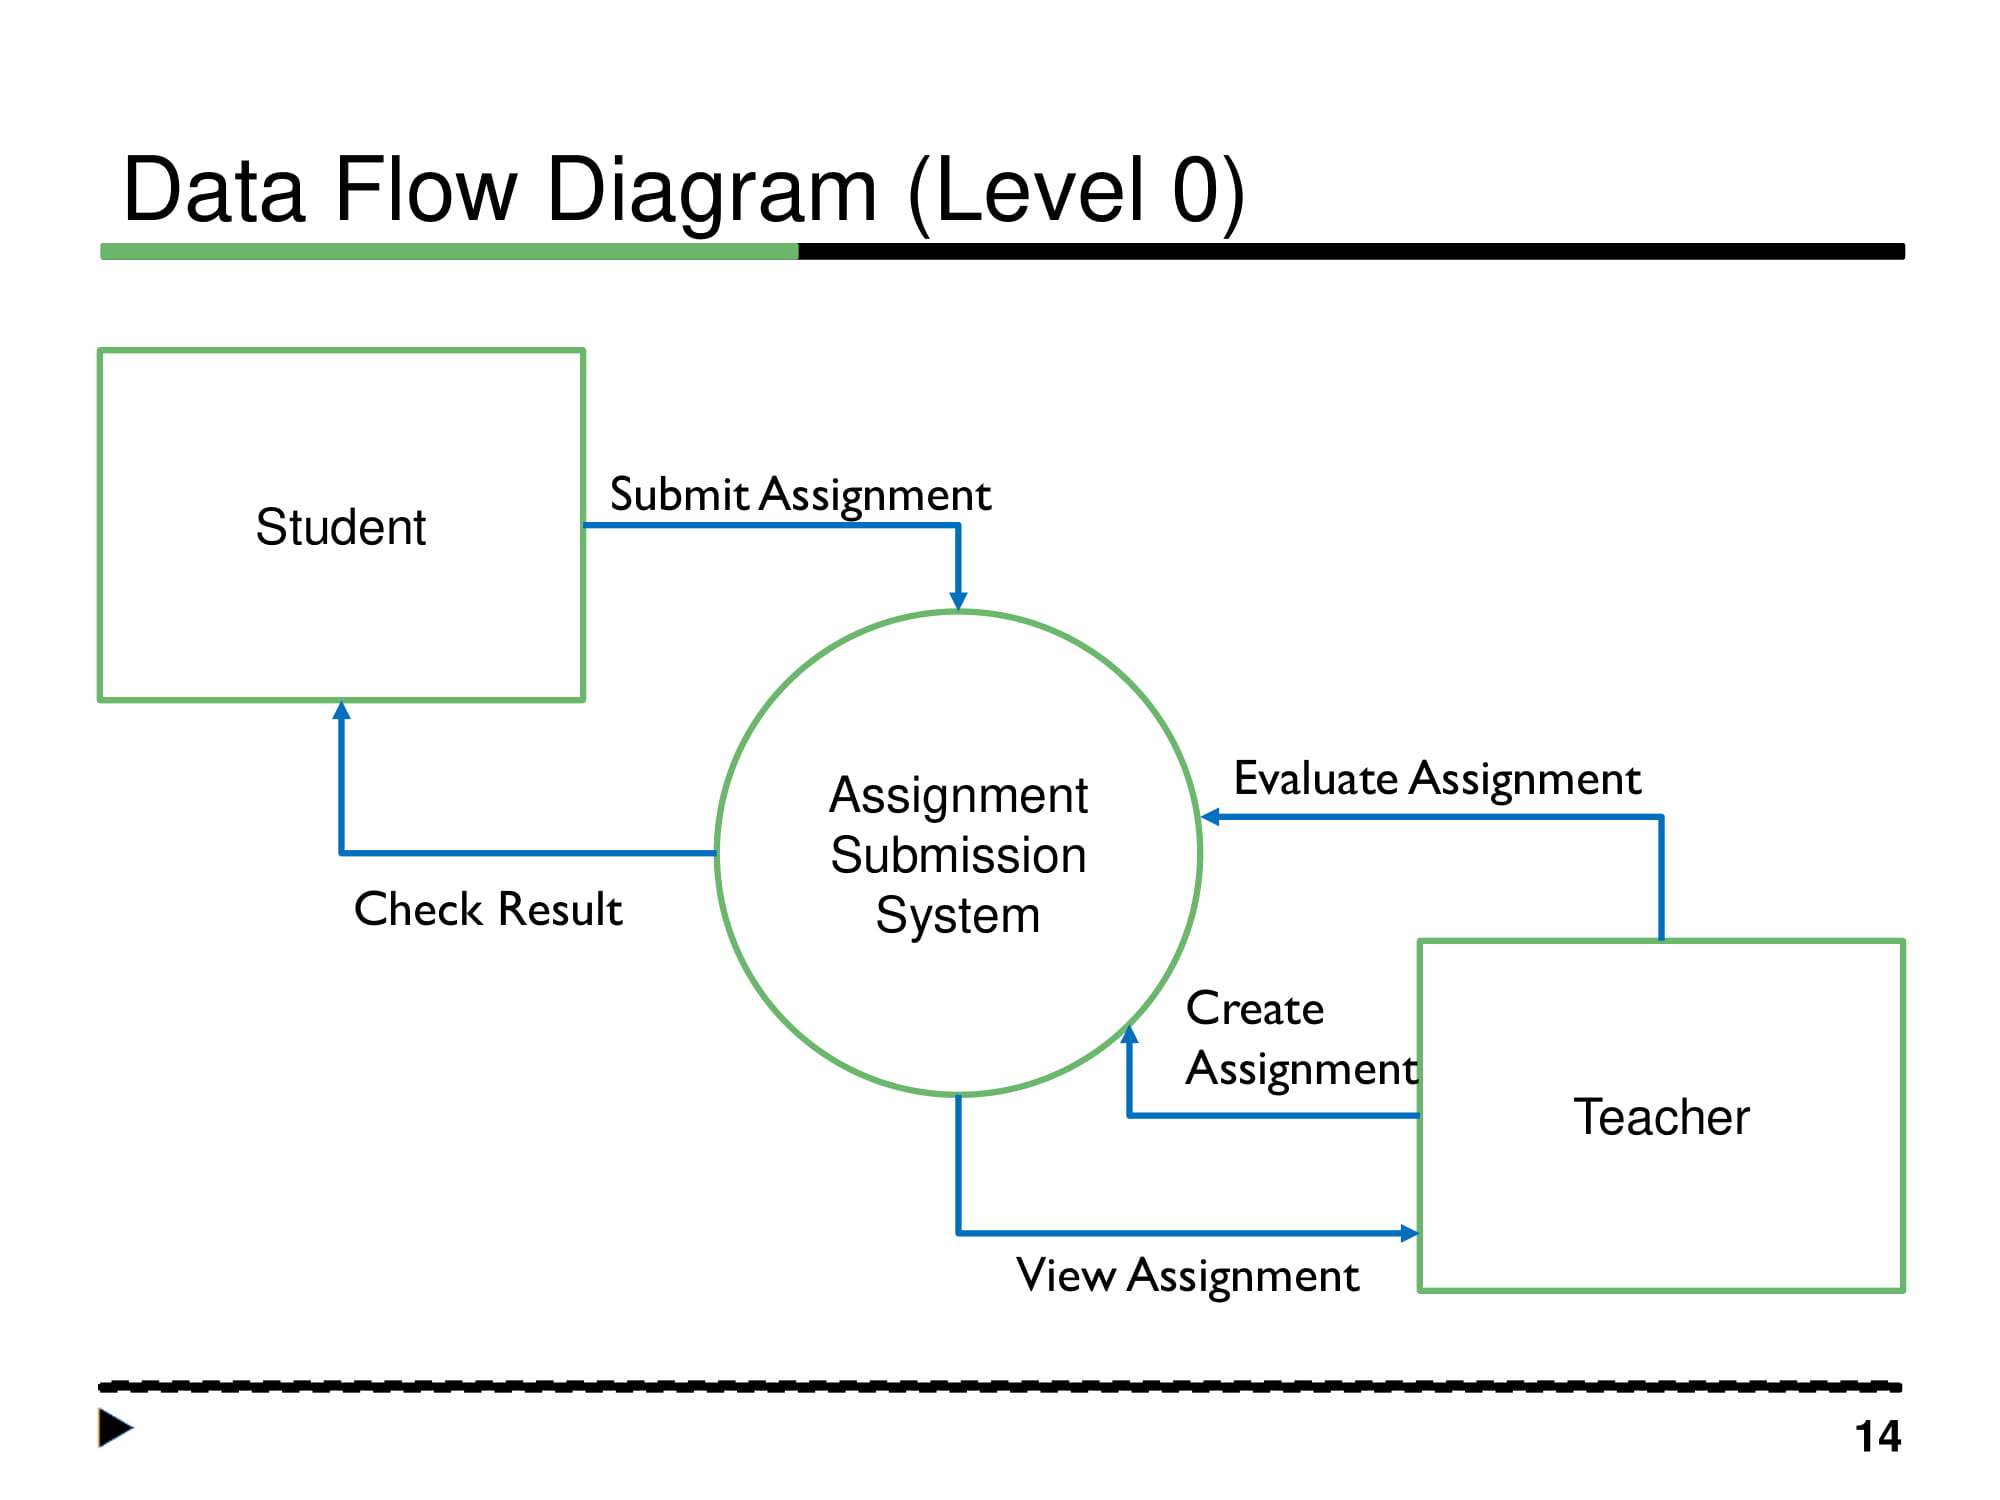 Data Flow Diagram (Level 0)
Student
Submit Assignment
Assignment
Submission
System
Check Result
Evaluate Assignment
Create
Assignment
Teacher
View Assignment
14